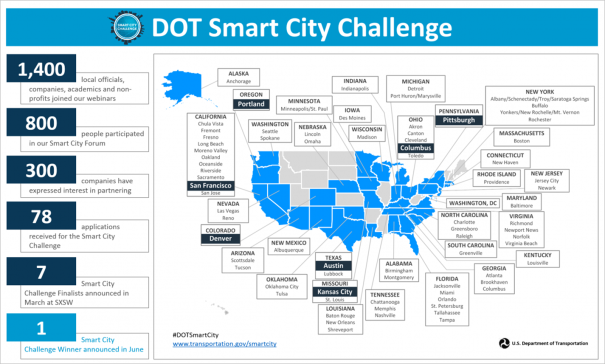 SMART CITY
CHALLENGE
DOT Smart City Challenge
1,400
local officials,
companies, academics and non-
profits joined our webinars
800
people participated
in our Smart City Forum
300
companies have
expressed interest in partnering
78
applications
received for the Smart City
Challenge
7
Smart City
Challenge Finalists announced in
March at SXSW
1
Smart City
Challenge Winner announced in June
ALASKA
Anchorage
OREGON
Portland
CALIFORNIA
Chula Vista
Fremont
Fresno
Long Beach
Moreno Valley
Oakland
Oceanside
Riverside
Sacramento
San Francisco
San Jose
WASHINGTON
Seattle
Spokane
NEVADA
Las Vegas
Reno
COLORADO
Denver
ARIZONA
Scottsdale
Tucson
NEW MEXICO
Albuquerque
OKLAHOMA
Oklahoma City
Tulsa
MINNESOTA
Minneapolis/St. Paul
NEBRASKA
Lincoln
Omaha
IOWA
Des Moines
WISCONSIN
Madison
INDIANA
Indianapolis
MICHIGAN
Detroit
Port Huron/Marysville
OHIO
Akron
Canton
Cleveland
Columbus
Toledo
PENNSYLVANIA
Pittsburgh
NEW YORK
Albany/Schenectady/Troy/Saratoga Springs
Buffalo
Yonkers/New Rochelle/Mt. Vernon
Rochester
MASSACHUSETTS
Boston
CONNECTICUT
New Haven
RHODE ISLAND
Providence
NEW JERSEY
Jersey City
Newark
WASHINGTON, DC
MARYLAND
Baltimore
NORTH CAROLINA
Charlotte
Greensboro
Raleigh
VIRGINIA
Richmond
Newport News
Norfolk
Virginia Beach
SOUTH CAROLINA
Greenville
KENTUCKY
Louisville
GEORGIA
Atlanta
Brookhaven
Columbus
FLORIDA
Jacksonville
Miami
Orlando
St. Petersburg
Tallahassee
Tampa
ALABAMA
Birmingham
Montgomery
TENNESSEE
Chattanooga
Memphis
Nashville
TEXAS
Austin
Lubbock
MISSOURI
Kansas City
St. Louis
LOUISIANA
Baton Rouge
New Orleans
Shreveport
#DOTSmartCity
www.transportation.gov/smartcity
U.S. Department of Transportation